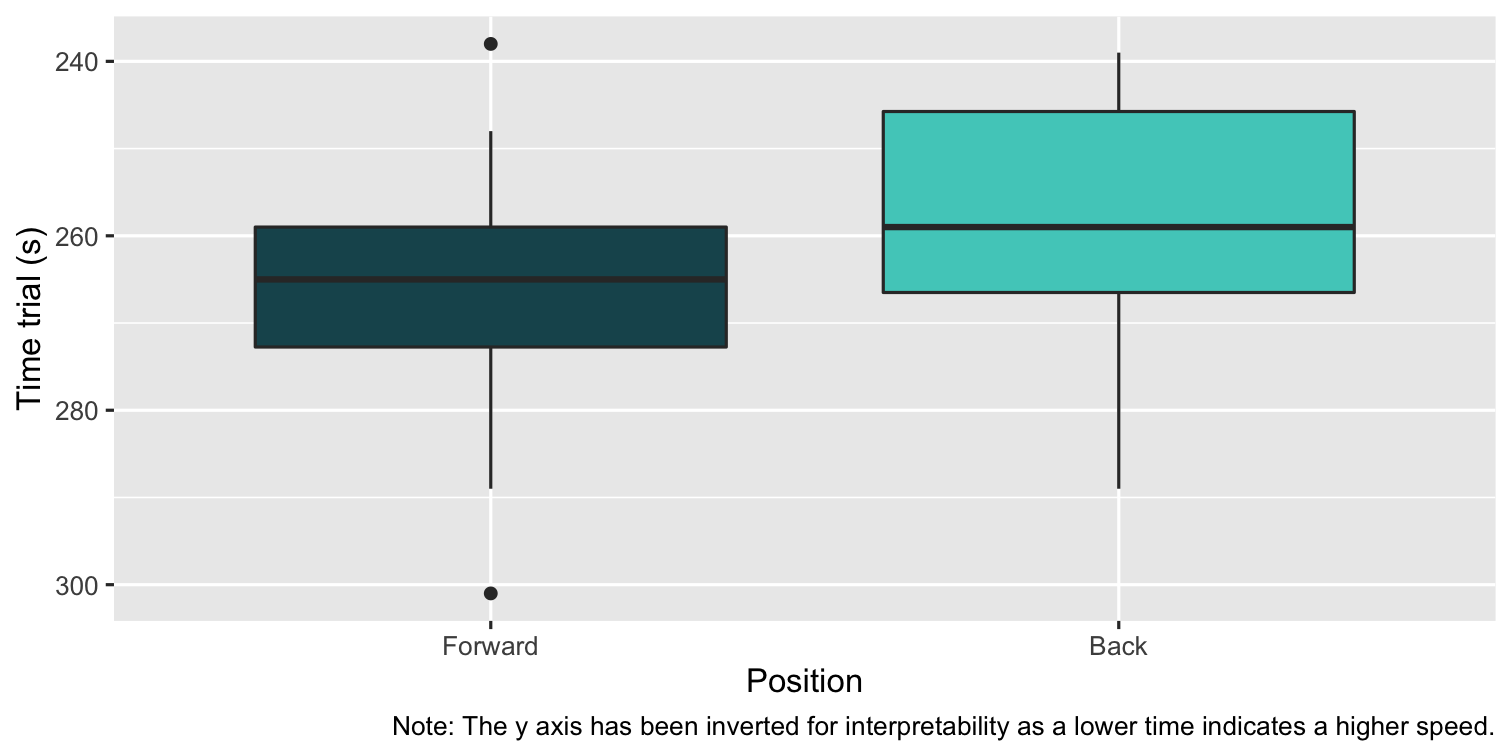 240
260
280
300
Time trial (s)
Forward
Back
Position
Note: The y axis has been inverted for interpretability as a lower time indicates a higher speed.